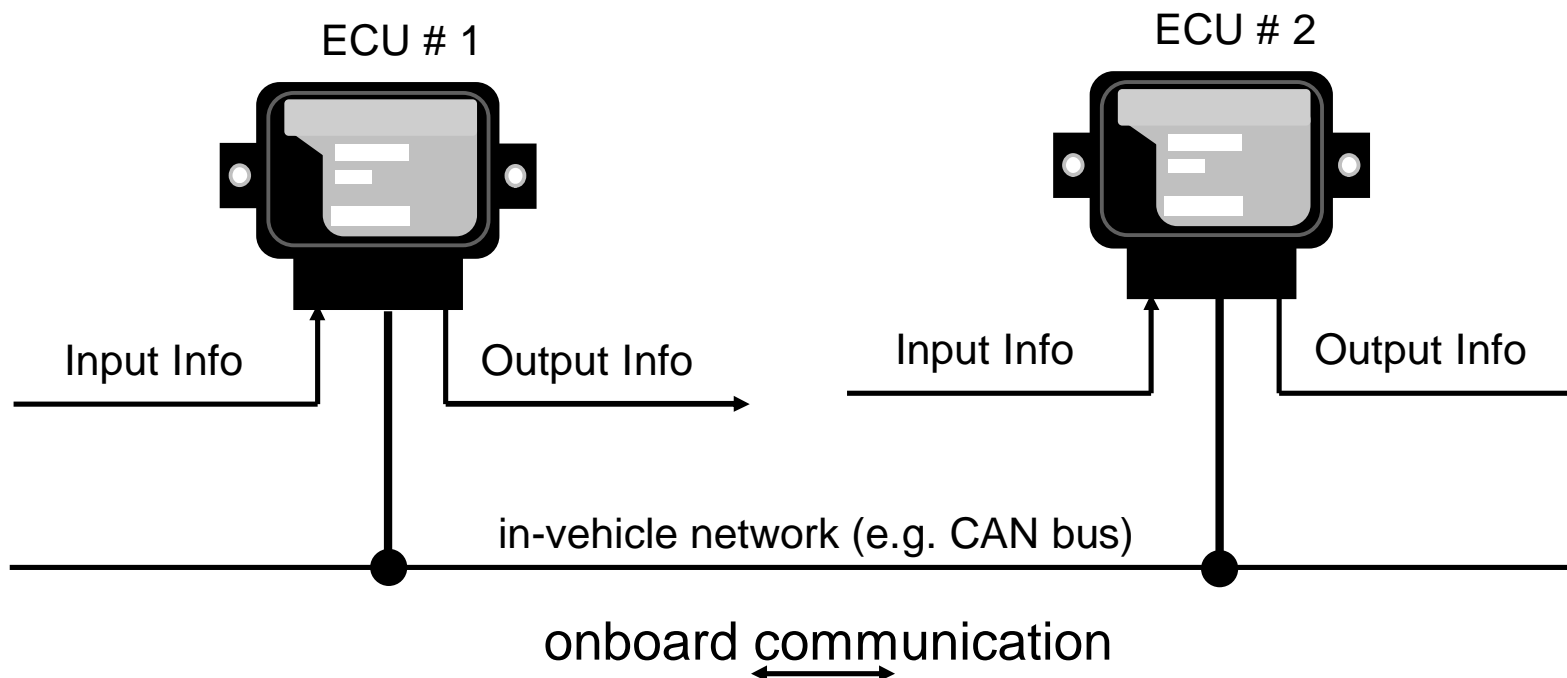 ECU # 1
ECU # 2
Input Info
Output Info
Input Info
Output Info
in-vehicle network (e.g. CAN bus)
onboard communication